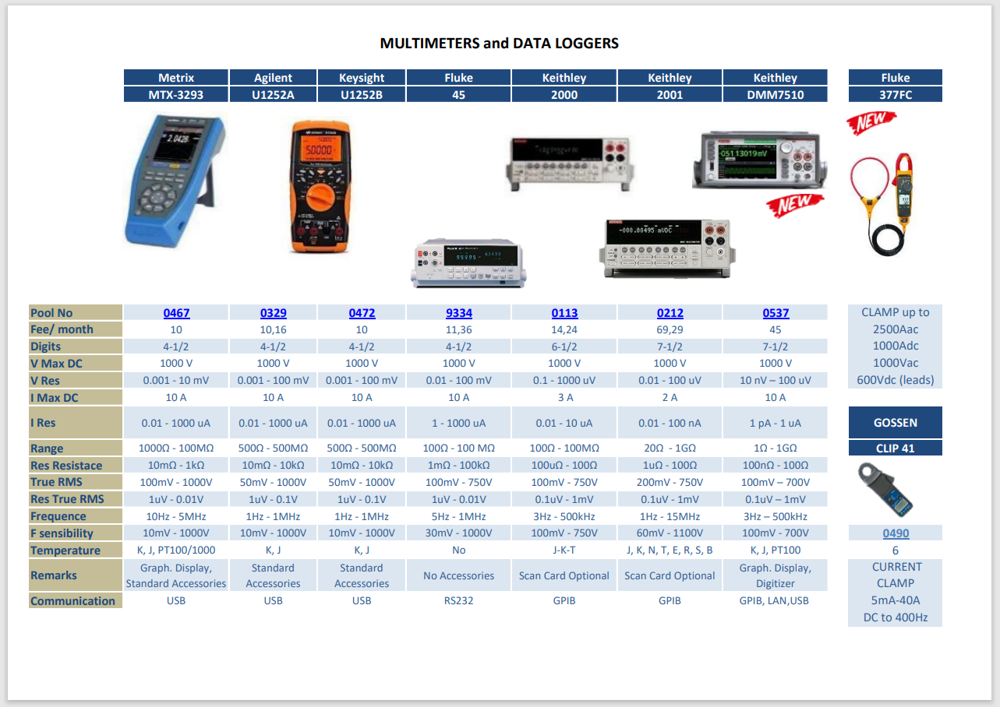 MULTIMETERS and DATA LOGGERS
Metrix Agilent Keysight Fluke Keithley Keithley Keithley Fluke
MTX-3293 U1252A U1252B 45 2000 2001 DMM7510 377FC
NEW
2.0428
50000
-051.13019mV
NEW
-000.00495 mVDC
Pool No 0467 0329 0472 9334 0113 0212 0537 CLAMP up to
Fee/ month 10 10,16 10 11,36 14,24 69,29 45 2500Aac
Digits 4-1/2 4-1/2 4-1/2 4-1/2 6-1/2 7-1/2 7-1/2 1000Adc
V Max DC 1000 V 1000 V 1000 V 1000 V 1000 V 1000 V 1000 V 1000Vac
V Res 0.001 - 10 mV 0.001 - 100 mV 0.001 - 100 mV 0.01 - 100 mV 0.1 - 1000 uV 0.01 - 100 uV 10 nV – 100 uV 600Vdc (leads)
I Max DC 10 A 10 A 10 A 10 A 3 A 2 A 10 A
I Res 0.01 - 1000 uA 0.01 - 1000 uA 0.01 - 1000 uA 1 - 1000 uA 0.01 - 10 uA 0.01 - 100 nA 1 pA - 1 uA GOSSEN
Range 1000Ω - 100MΩ 500Ω - 500MΩ 500Ω - 500MΩ 100Ω - 100 MΩ 100Ω - 100MΩ 20Ω - 1GΩ 1Ω - 1GΩ CLIP 41
Res Resistace 10mΩ - 1kΩ 10mΩ - 10kΩ 10mΩ - 10kΩ 1mΩ - 100kΩ 100uΩ - 100Ω 1uΩ - 100Ω 100nΩ - 100Ω
True RMS 100mV - 1000V 50mV - 1000V 50mV - 1000V 100mV - 750V 100mV - 750V 200mV - 750V 100mV – 700V
Res True RMS 1uV - 0.01V 1uV - 0.1V 1uV - 0.1V 1uV - 0.01V 0.1uV - 1mV 0.1uV - 1mV 0.1uV – 1mV
Frequence 10Hz - 5MHz 1Hz - 1MHz 1Hz - 1MHz 5Hz - 1MHz 3Hz - 500kHz 1Hz - 15MHz 3Hz – 500kHz
F sensibility 10mV - 1000V 10mV - 1000V 10mV - 1000V 30mV - 1000V 100mV - 750V 60mV - 1100V 100mV - 700V 0490
Temperature K, J, PT100/1000 K, J K, J No J-K-T J, K, N, T, E, R, S, B K, J, PT100 6
Remarks Graph. Display, Standard Accessories Standard Accessories Standard Accessories No Accessories Scan Card Optional Scan Card Optional Graph. Display, Digitizer CURRENT
CLAMP
Communication USB USB USB RS232 GPIB GPIB GPIB, LAN,USB 5mA-40A
DC to 400Hz